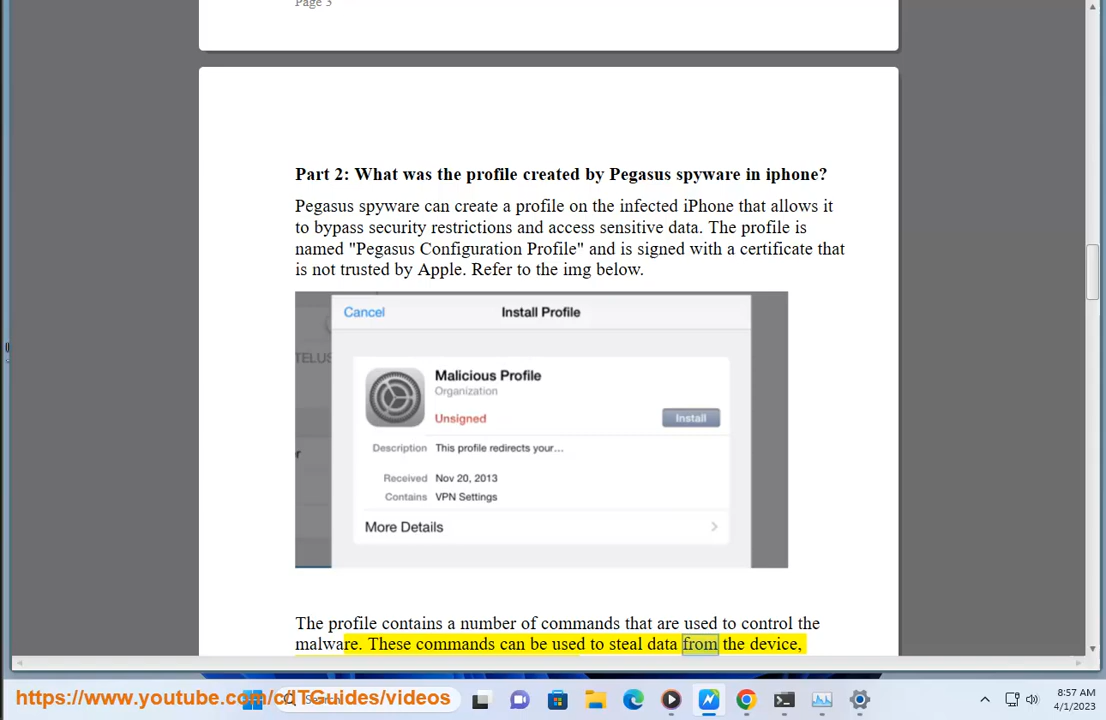 Page 3
Part 2: What was the profile created by Pegasus spyware in iphone?
Pegasus spyware can create a profile on the infected iPhone that allows it
to bypass security restrictions and access sensitive data. The profile is
named "Pegasus Configuration Profile" and is signed with a certificate that
is not trusted by Apple. Refer to the img below.
Cancel
Install Profile
TELUS
Malicious Profile
Organization
Unsigned
Install
Description This profile redirects your...
Received Nov 20, 2013
Contains VPN Settings
More Details
The profile contains a number of commands that are used to control the
malware. These commands can be used to steal data from the device,
https://www.youtube.com/cdTGuides/videos
8:57 AM
4/1/2023